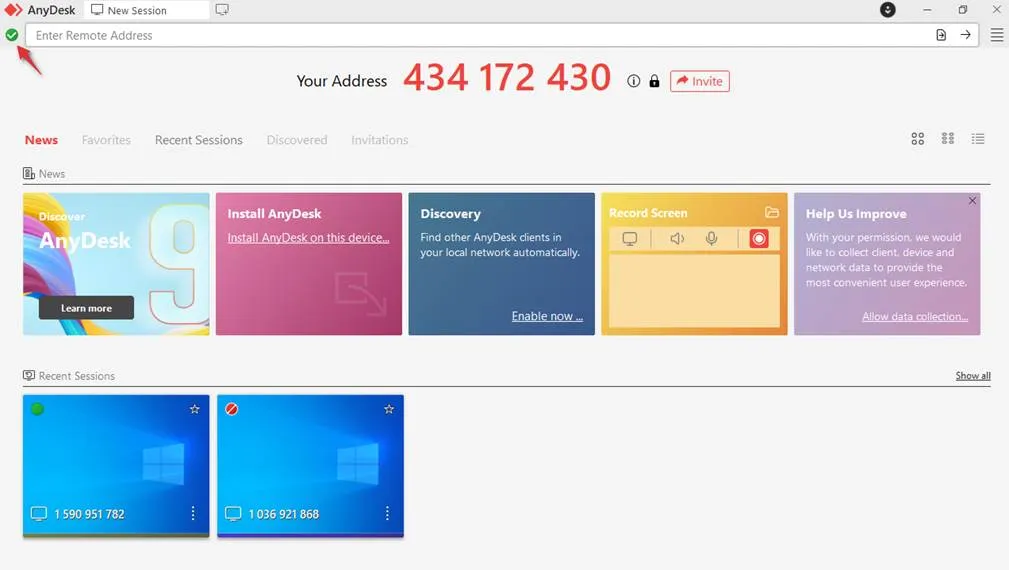 AnyDesk New Session
Enter Remote Address
Your Address 434 172 430 Invite
News Favorites Recent Sessions Discovered Invitations
News
Discover
AnyDesk
9
Learn more
Install AnyDesk
Install AnyDesk on this device...
Discovery
Find other AnyDesk clients in
your local network automatically.
Enable now ...
Record Screen
Help Us Improve
With your permission, we would
like to collect client, device and
network data to provide the
most convenient user experience.
Allow data collection...
Recent Sessions Show all
1 590 951 782
1 036 921 868